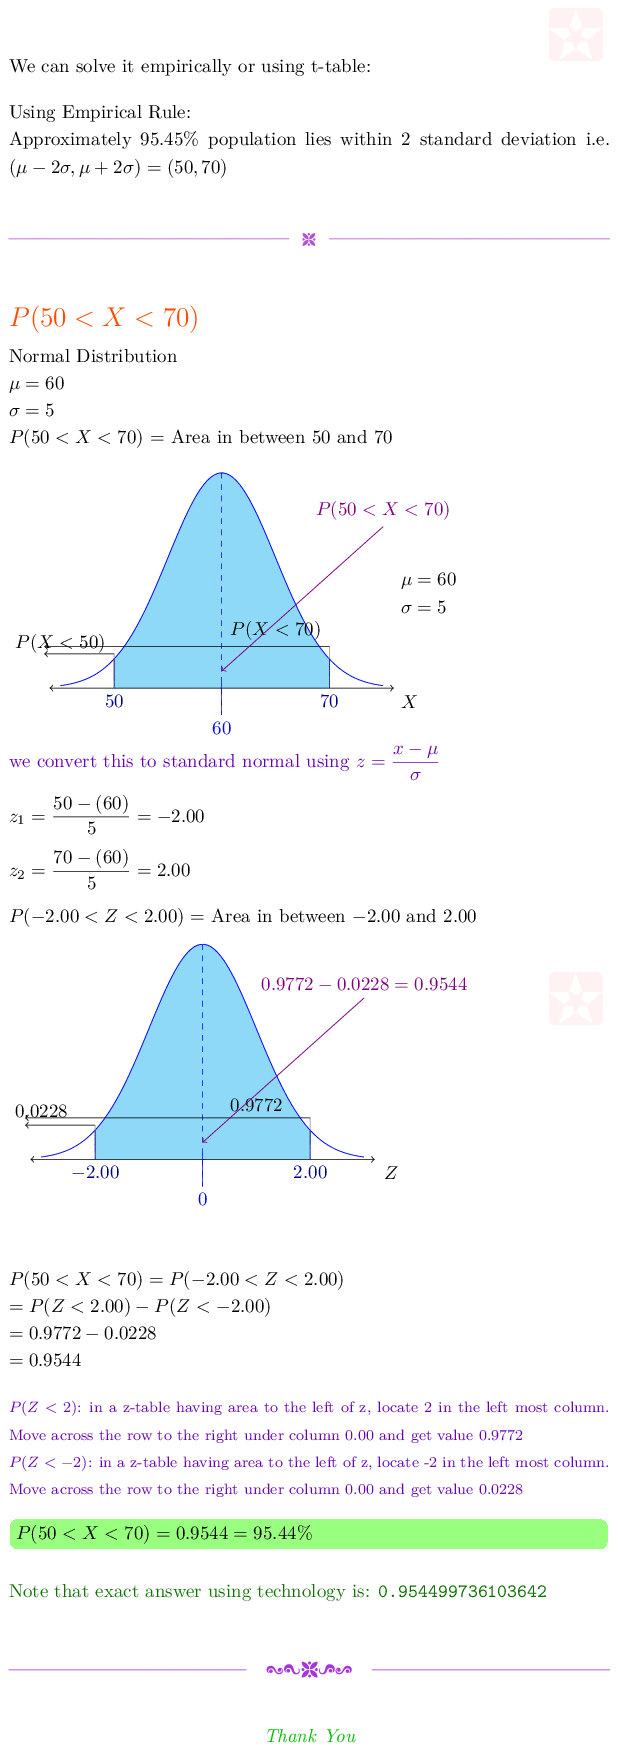 We can solve it empirically or using t-table:
Using Empirical Rule:
Approximately 95.45% population lies within 2 standard deviation i.e.
(μ − 2σ, μ + 2σ) = (50, 70)
P(50 < X < 70)
Normal Distribution
μ = 60
σ = 5
P(50 < X < 70) = Area in between 50 and 70
P(50 < X < 70)
μ = 60
σ = 5
P(X < 70)
P(X < 50)
50
70
X
60
we convert this to standard normal using z = (x − μ)/σ
z₁ = (50 − (60))/5 = −2.00
z₂ = (70 − (60))/5 = 2.00
P(−2.00 < Z < 2.00) = Area in between −2.00 and 2.00
0.9772 − 0.0228 = 0.9544
0.9772
0.0228
−2.00
2.00
Z
0
P(50 < X < 70) = P(−2.00 < Z < 2.00)
= P(Z < 2.00) − P(Z < −2.00)
= 0.9772 − 0.0228
= 0.9544
P(Z < 2): in a z-table having area to the left of z, locate 2 in the left most column.
Move across the row to the right under column 0.00 and get value 0.9772
P(Z < −2): in a z-table having area to the left of z, locate -2 in the left most column.
Move across the row to the right under column 0.00 and get value 0.0228
P(50 < X < 70) = 0.9544 = 95.44%
Note that exact answer using technology is: 0.954499736103642
Thank You